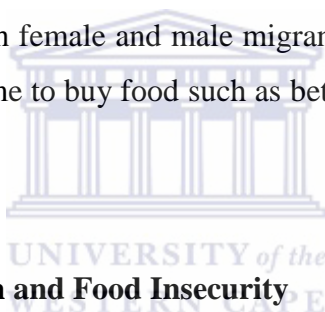 n female and male migran
ne to buy food such as bet
UNIVERSITY of the
n and Food Insecurity
WESTERN CAPE